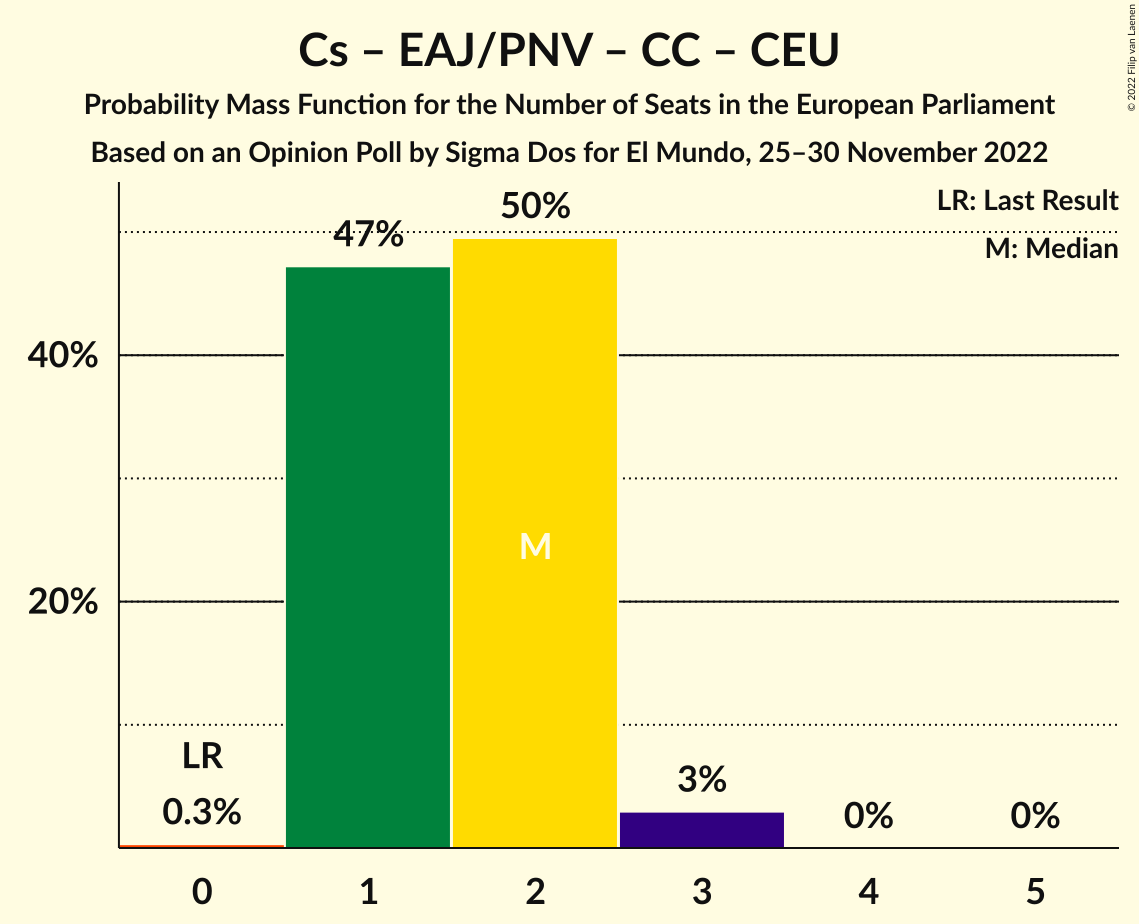 Cs – EAJ/PNV – CC – CEU
Probability Mass Function for the Number of Seats in the European Parliament
Based on an Opinion Poll by Sigma Dos for El Mundo, 25–30 November 2022
© 2022 Filip van Laenen
LR: Last Result
M: Median
50%
47%
40%
M
20%
LR
0.3%
3%
0%
0%
0 1 2 3 4 5